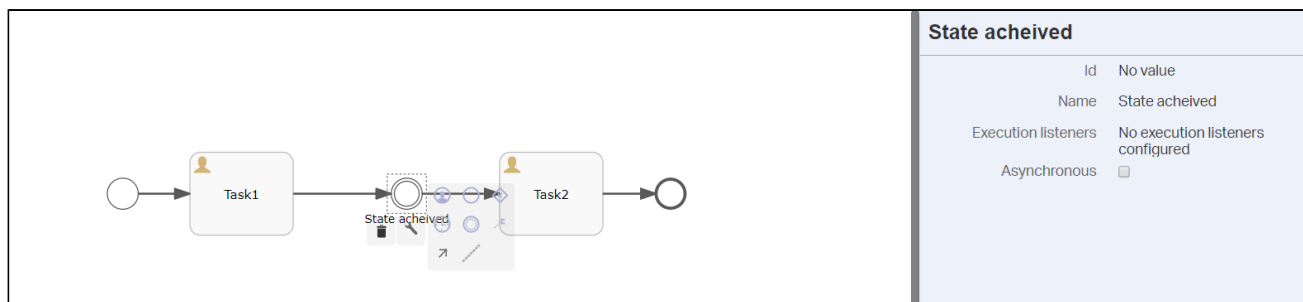 State acheived
Id No value
Name State acheived
Execution listeners No execution listeners
configured
Asynchronous
Task1
Task2
State acheived